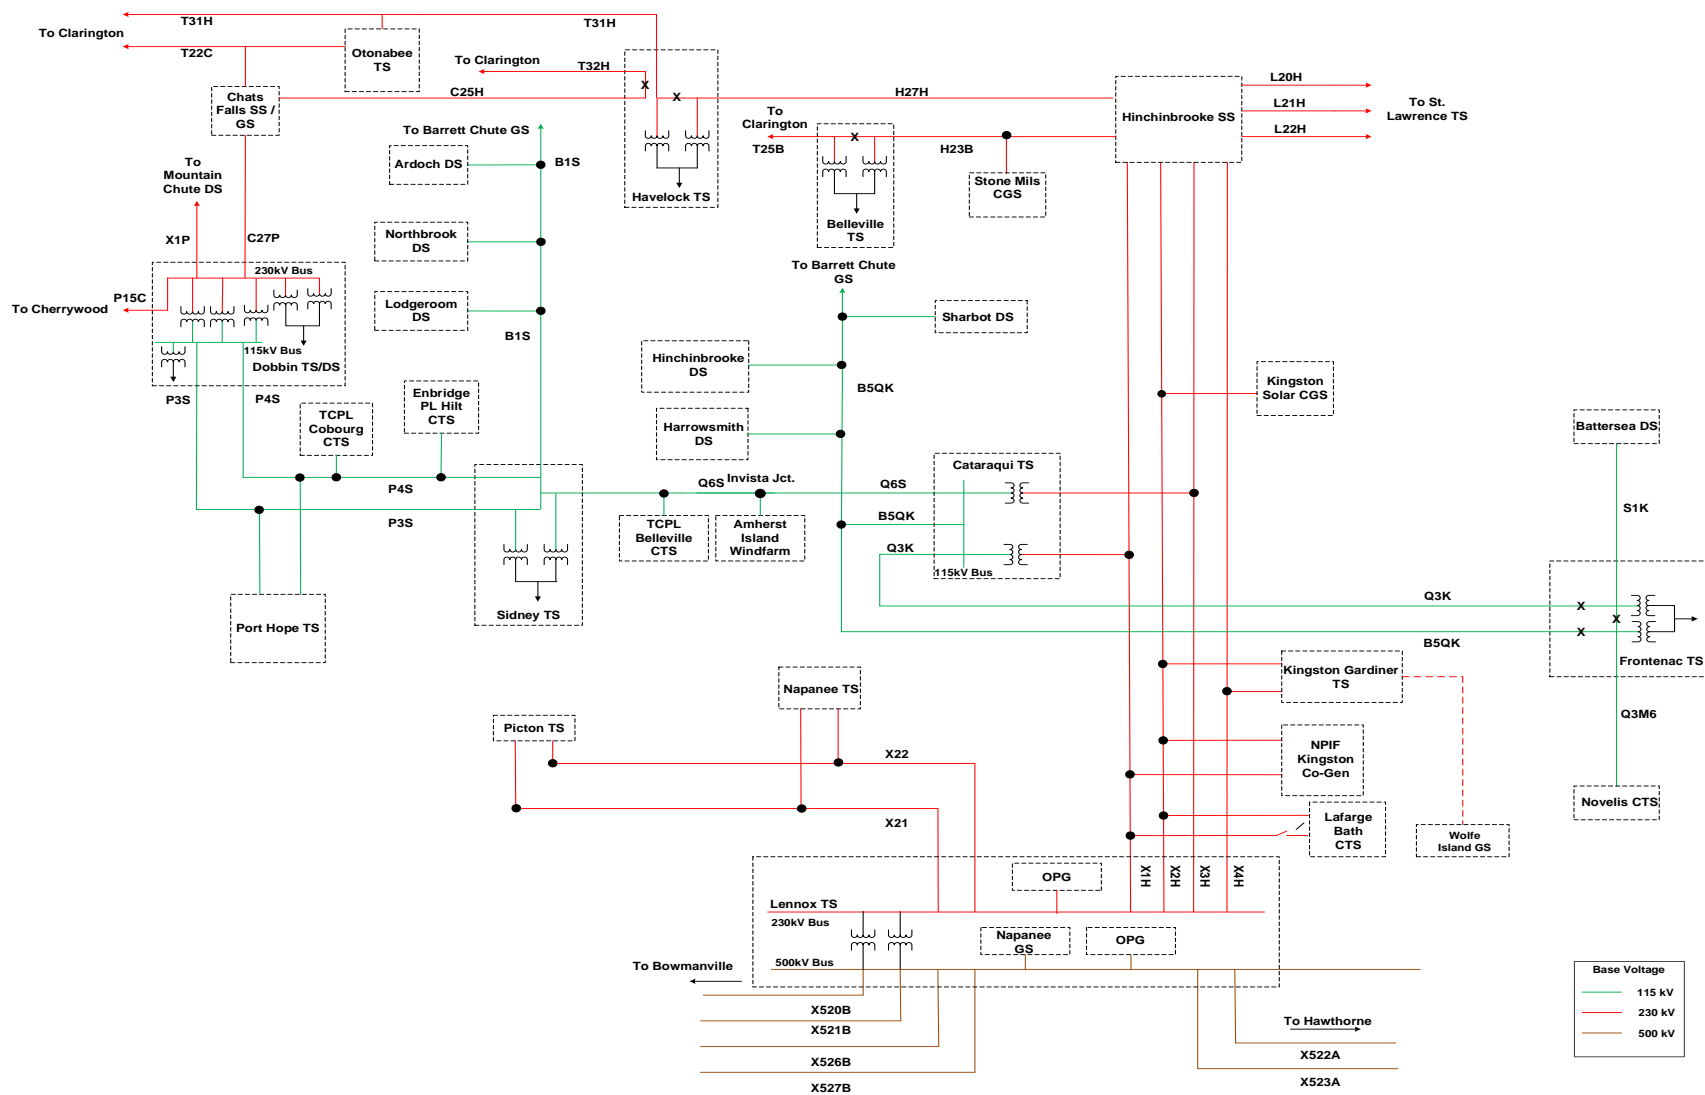 T31H
T31H
To Clarington
T22C
Otonabee
TS
To Clarington
T32H
C25H
Chats
Falls SS /
GS
H27H
Hinchinbrooke SS
L20H
L21H
L22H
To St.
Lawrence TS
To
Clarington
T25B
H23B
Stone Mils
CGS
Havelock TS
Belleville
TS
To Barrett Chute GS
B1S
Ardoch DS
Northbrook
DS
Lodgeroom
DS
B1S
To
Mountain
Chute DS
X1P
C27P
230kV Bus
P15C
To Cherrywood
115kV Bus
Dobbin TS/DS
P3S
P4S
TCPL
Cobourg
CTS
Enbridge
PL Hilt
CTS
P4S
P3S
Port Hope TS
Sidney TS
To Barrett Chute
GS
Sharbot DS
Hinchinbrooke
DS
B5QK
Harrowsmith
DS
Q6S
Invista Jct.
TCPL
Belleville
CTS
Amherst
Island
Windfarm
Cataraqui TS
Q6S
B5QK
Q3K
115kV Bus
Kingston
Solar CGS
Battersea DS
S1K
Q3K
B5QK
Frontenac TS
Q3M6
Novelis CTS
Kingston Gardiner
TS
NPIF
Kingston
Co-Gen
Lafarge
Bath
CTS
Wolfe
Island GS
Napanee TS
Picton TS
X22
X21
X1H
X2H
X3H
X4H
OPG
Lennox TS
230kV Bus
Napanee
GS
OPG
500kV Bus
To Bowmanville
X520B
X521B
X526B
X527B
To Hawthorne
X522A
X523A
Base Voltage
115 kV
230 kV
500 kV
X
X
X
X
X
X